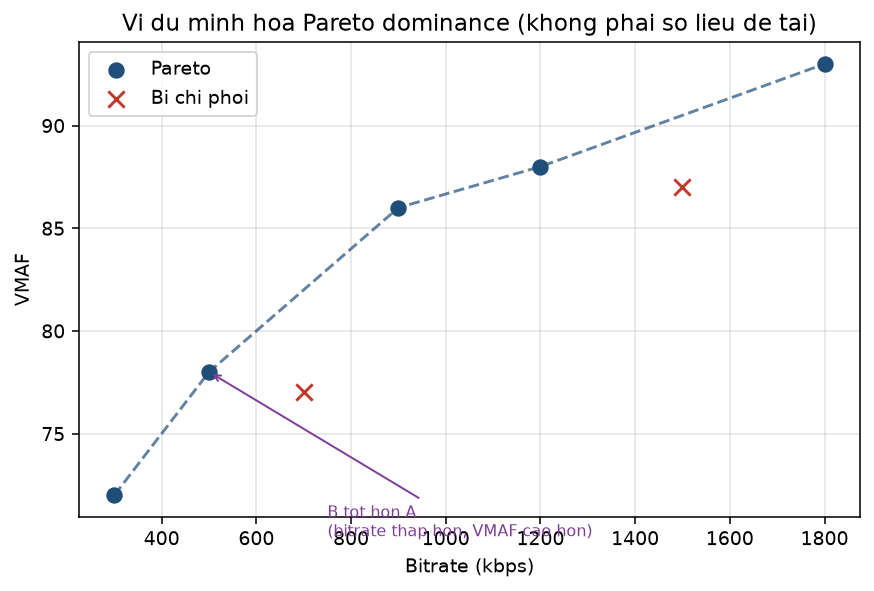 Vi du minh hoa Pareto dominance (khong phai so lieu de tai)
Pareto
Bi chi phoi
90
85
80
75
VMAF
B tot hon A
(bitrate thap hon, VMAF cao hon)
400 600 800 1000 1200 1400 1600 1800
Bitrate (kbps)